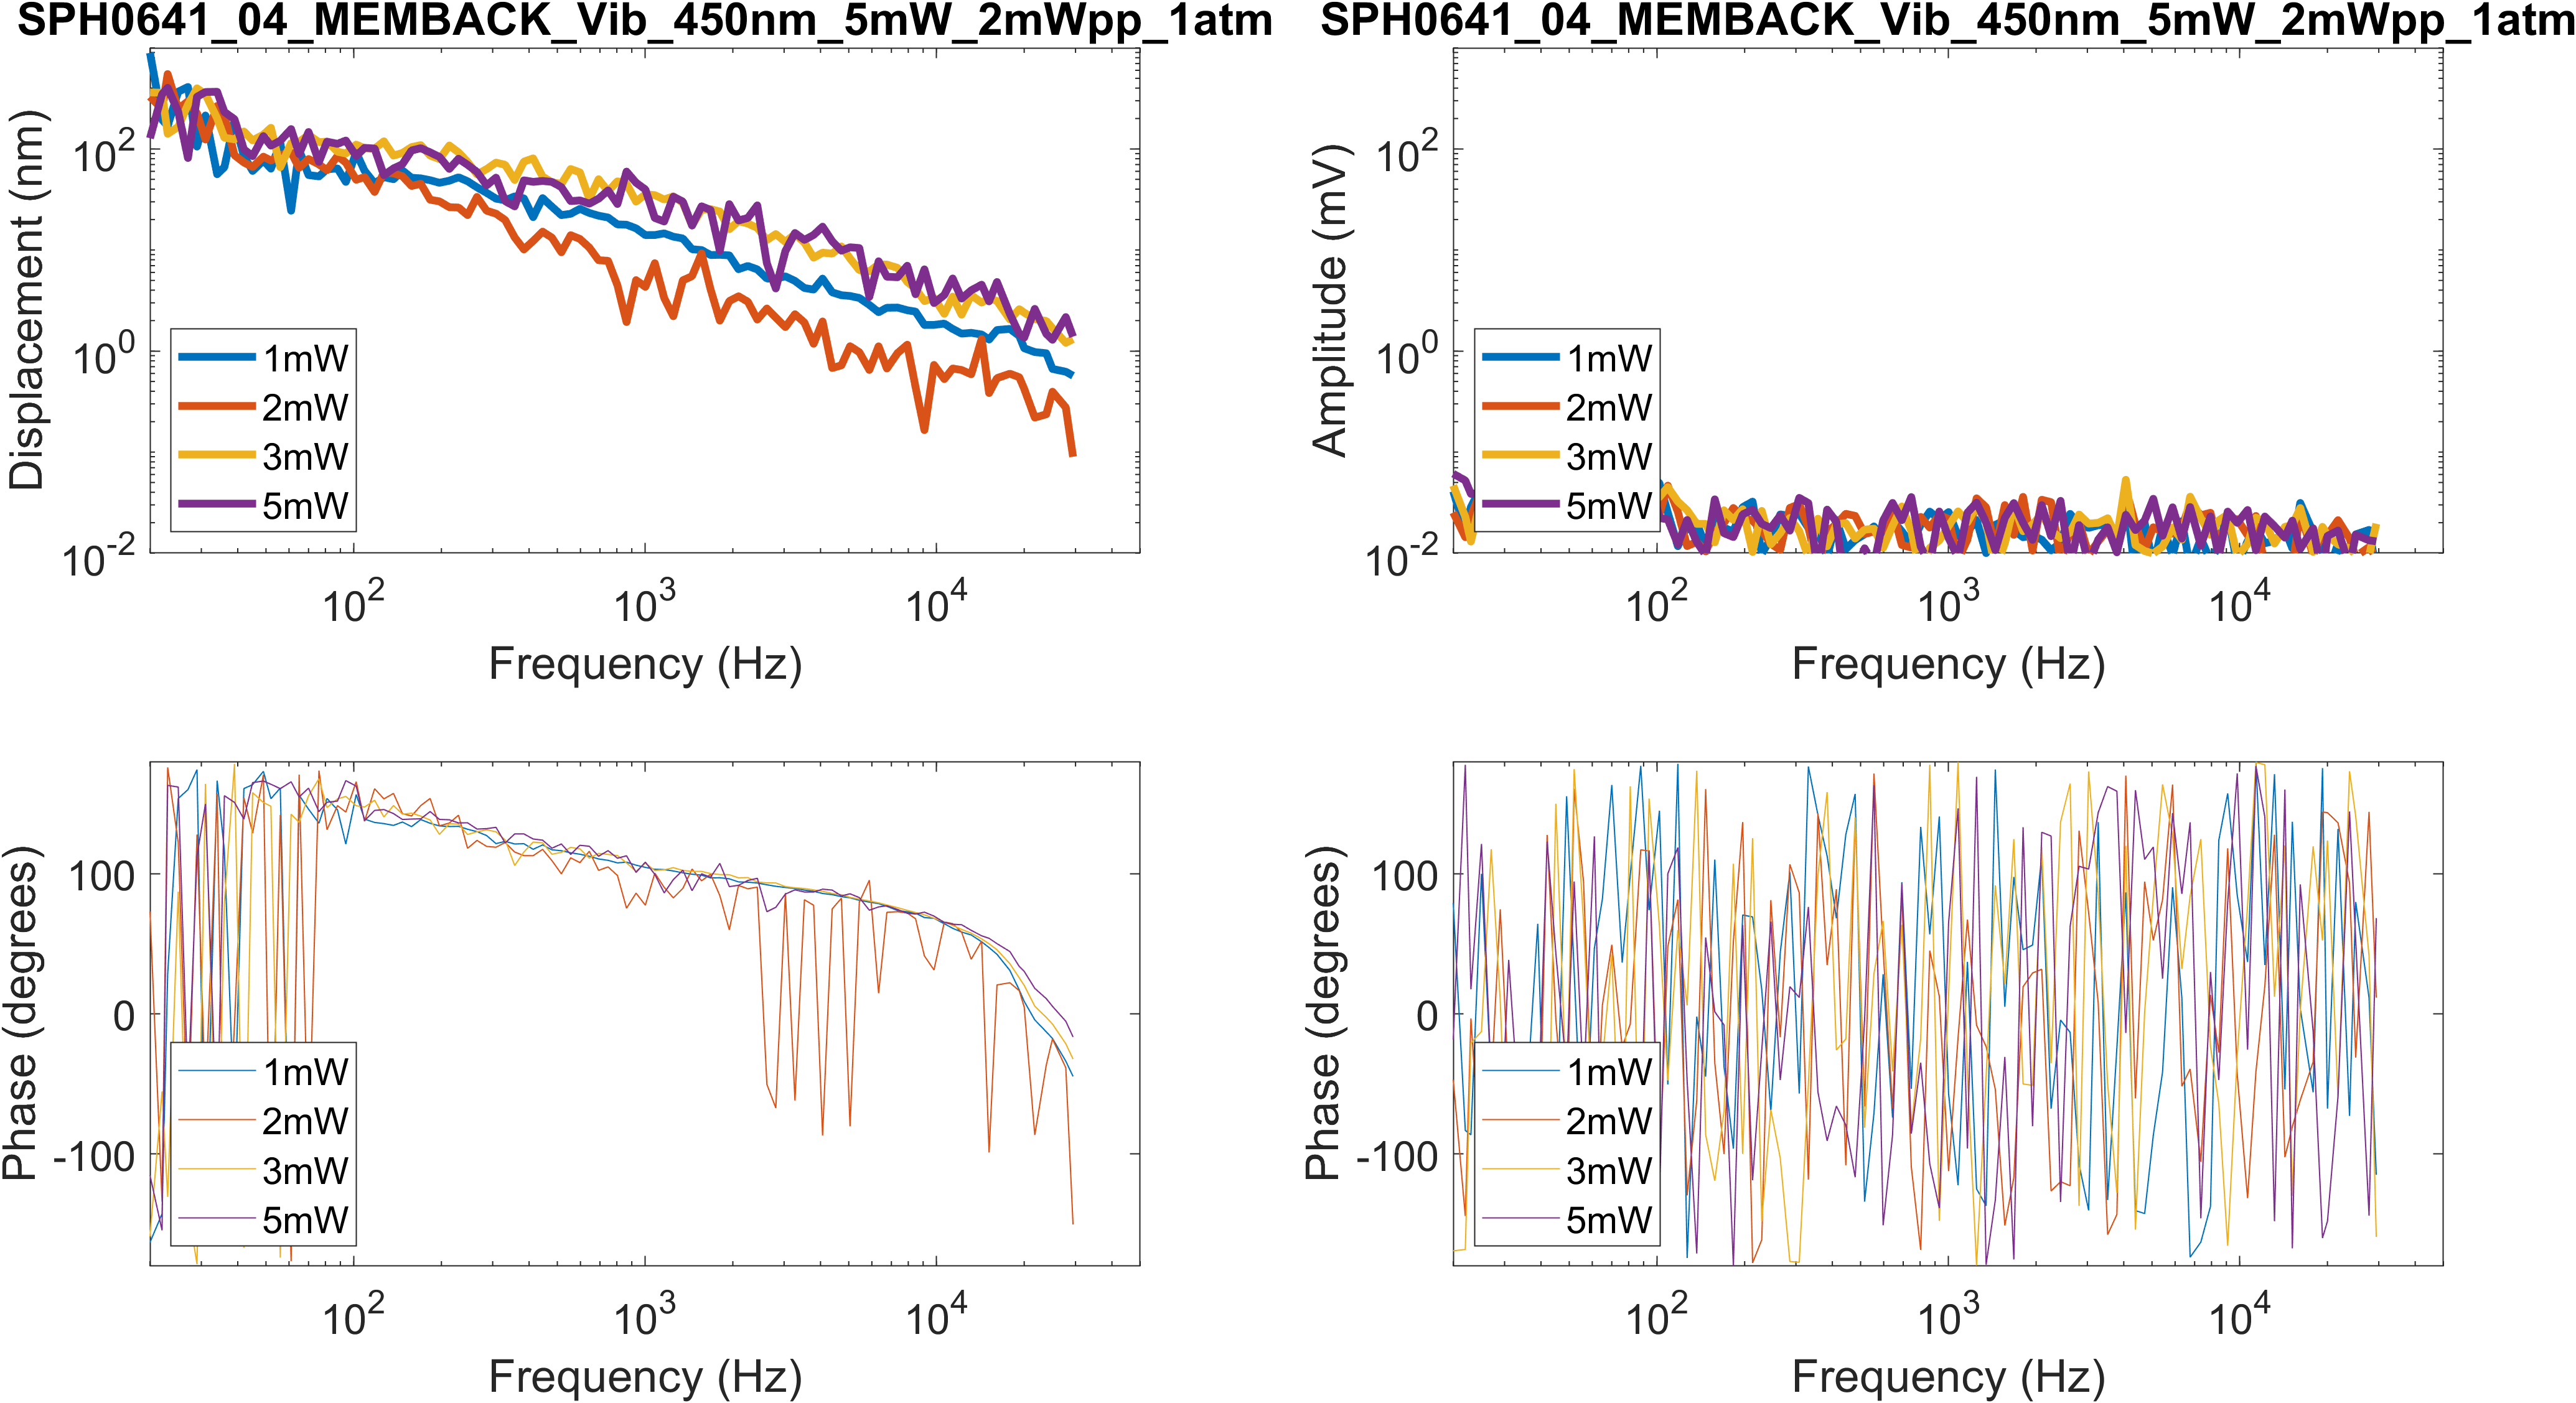 SPH0641_04_MEMBACK_Vib_450nm_5mW_2mWpp_1atm
Displacement (nm)
10^2
10^0
10^-2
1mW
2mW
3mW
5mW
10^2 10^3 10^4
Frequency (Hz)
SPH0641_04_MEMBACK_Vib_450nm_5mW_2mWpp_1atm
Amplitude (mV)
10^2
10^0
10^-2
1mW
2mW
3mW
5mW
10^2 10^3 10^4
Frequency (Hz)
Phase (degrees)
100
0
-100
1mW
2mW
3mW
5mW
10^2 10^3 10^4
Frequency (Hz)
Phase (degrees)
100
0
-100
1mW
2mW
3mW
5mW
10^2 10^3 10^4
Frequency (Hz)